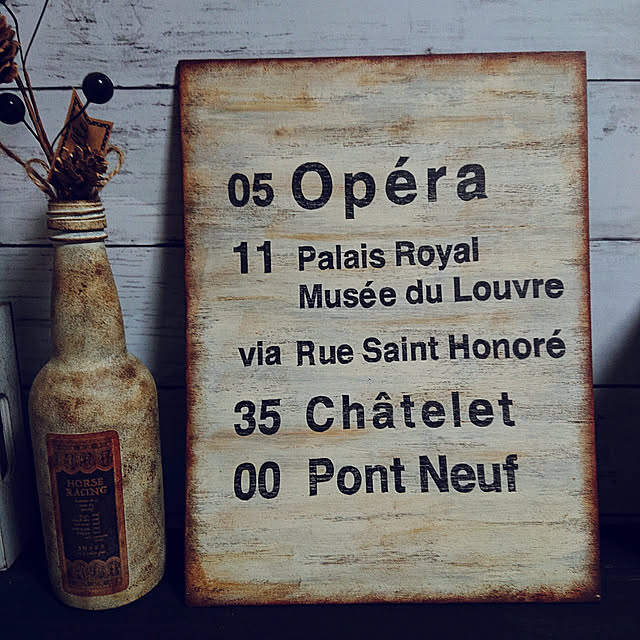 05 Opéra
11 Palais Royal
Musée du Louvre
via Rue Saint Honoré
35 Châtelet
00 Pont Neuf
HORSE
RACING